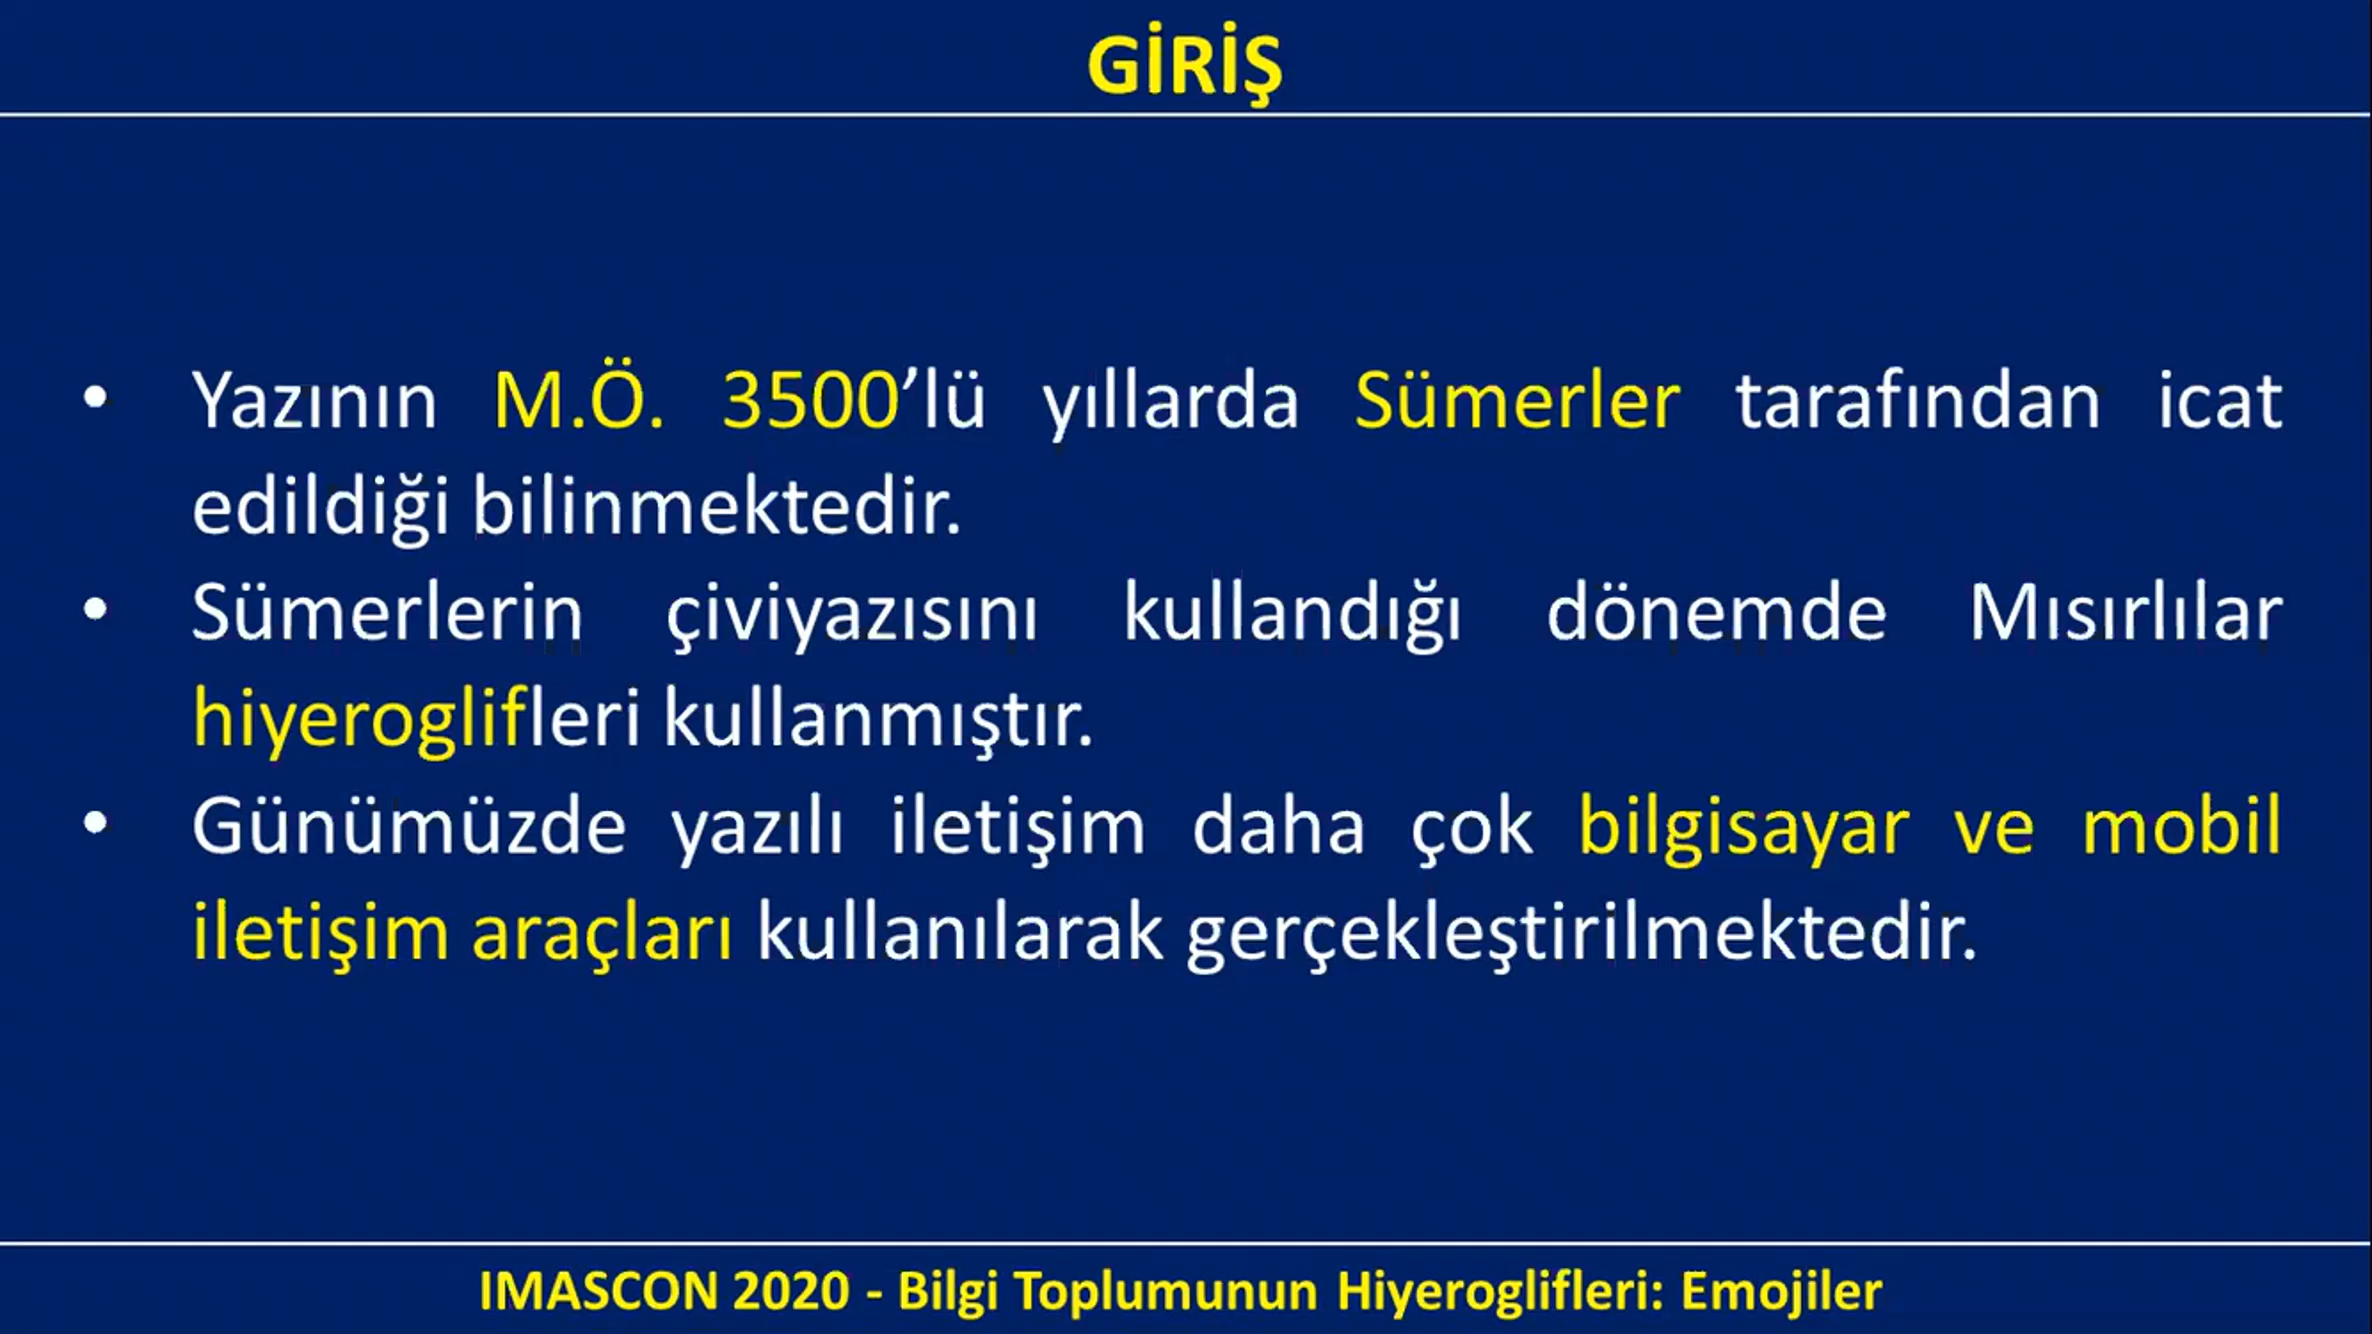 GİRİŞ
• Yazının M.Ö. 3500’lü yıllarda Sümerler tarafından icat
edildiği bilinmektedir.
• Sümerlerin çiviyazısını kullandığı dönemde Mısırlılar
hiyeroglifleri kullanmıştır.
• Günümüzde yazılı iletişim daha çok bilgisayar ve mobil
iletişim araçları kullanılarak gerçekleştirilmektedir.
IMASCON 2020 - Bilgi Toplumunun Hiyeroglifleri: Emojiler